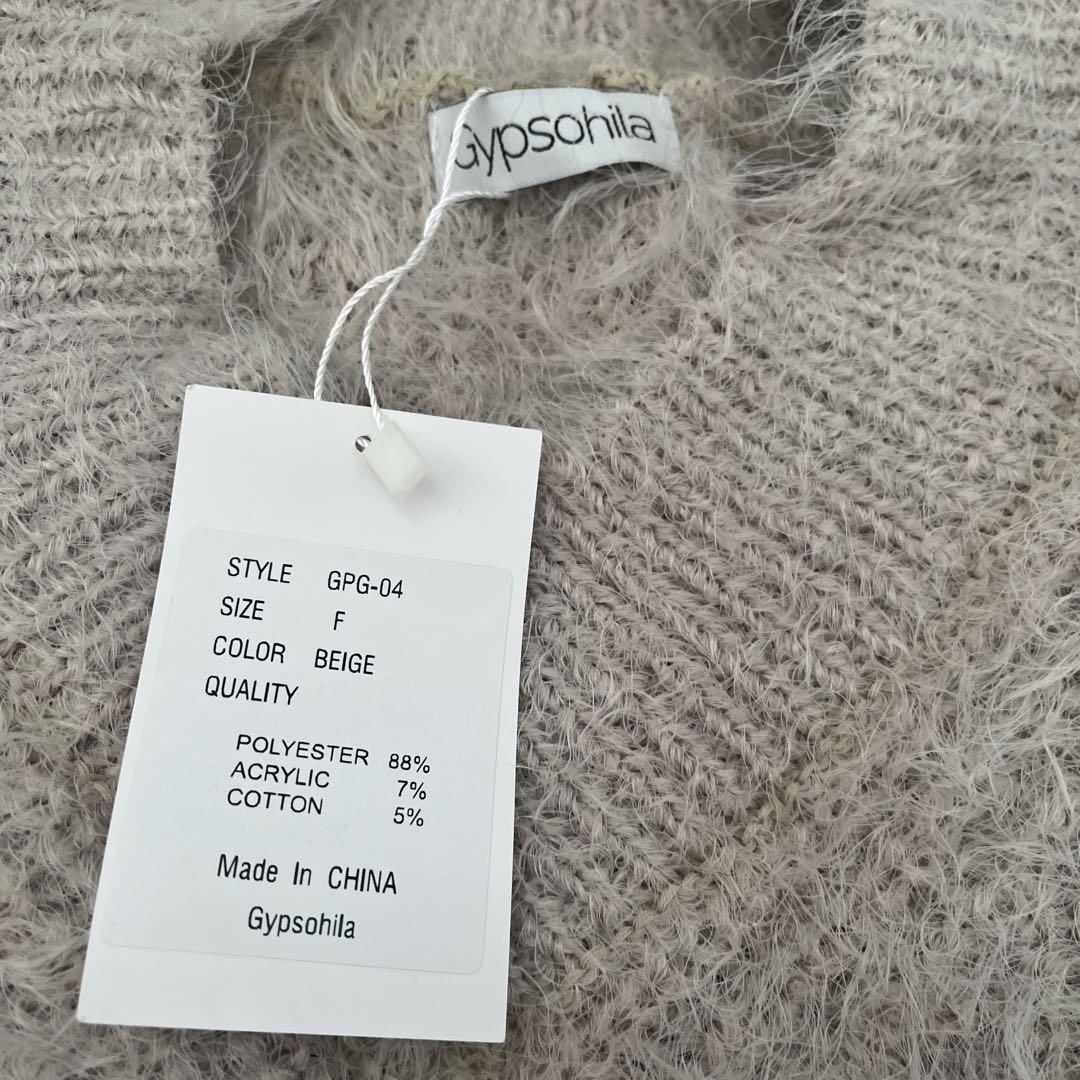 Gypsohila
STYLE GPG-04
SIZE F
COLOR BEIGE
QUALITY
POLYESTER 88%
ACRYLIC 7%
COTTON 5%
Made In CHINA
Gypsohila